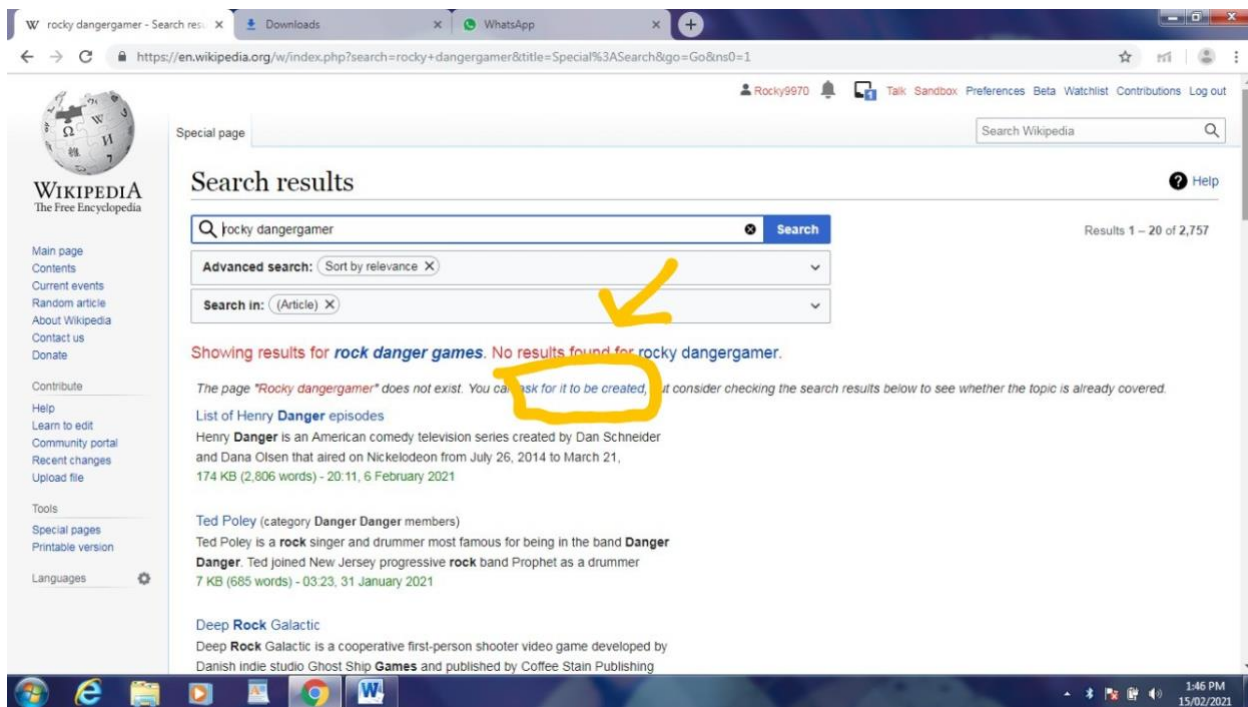 rocky dangergamer - Search resu
Downloads
WhatsApp
https://en.wikipedia.org/w/index.php?search=rocky+dangergamer&title=Special%3ASearch&go=Go&ns0=1
Rocky9970 1 Talk Sandbox Preferences Beta Watchlist Contributions Log out
Special page
Search Wikipedia
WIKIPEDIA
The Free Encyclopedia
Main page
Contents
Current events
Random article
About Wikipedia
Contact us
Donate
Contribute
Help
Learn to edit
Community portal
Recent changes
Upload file
Tools
Special pages
Printable version
Languages
Search results
Help
rocky dangergamer
Search
Results 1 – 20 of 2,757
Advanced search: Sort by relevance
Search in: (Article)
Showing results for rock danger games. No results found for rocky dangergamer.
The page "Rocky dangergamer" does not exist. You can ask for it to be created, but consider checking the search results below to see whether the topic is already covered.
List of Henry Danger episodes
Henry Danger is an American comedy television series created by Dan Schneider
and Dana Olsen that aired on Nickelodeon from July 26, 2014 to March 21,
174 KB (2,806 words) - 20:11, 6 February 2021
Ted Poley (category Danger Danger members)
Ted Poley is a rock singer and drummer most famous for being in the band Danger
Danger. Ted joined New Jersey progressive rock band Prophet as a drummer
7 KB (685 words) - 03:23, 31 January 2021
Deep Rock Galactic
Deep Rock Galactic is a cooperative first-person shooter video game developed by
Danish indie studio Ghost Ship Games and published by Coffee Stain Publishing
1:46 PM
15/02/2021